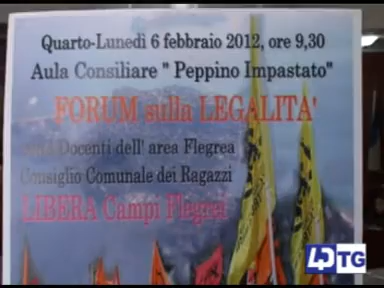 Quarto-Lunedì 6 febbraio 2012, ore 9,30
Aula Consiliare " Peppino Impastato"
FORUM sulla LEGALITA'
Docenti dell' area Flegrea
Consiglio Comunale dei Ragazzi
LIBERA Campi Flegrei
TG